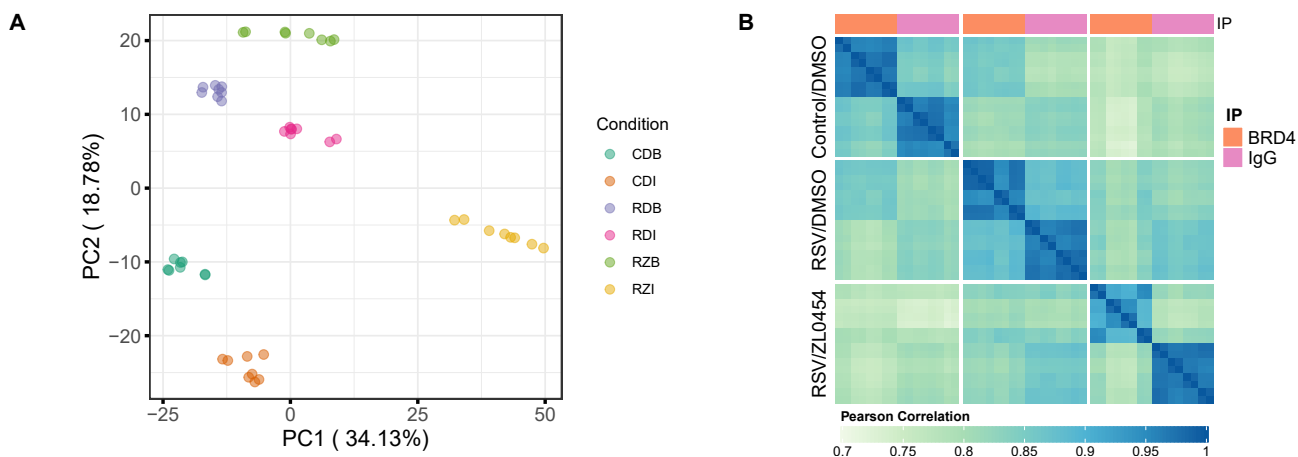 A
PC2 ( 18.78%)
20
10
0
−10
−20
−25
0
25
50
PC1 ( 34.13%)
Condition
CDB
CDI
RDB
RDI
RZB
RZI
B
IP
Control/DMSO
RSV/DMSO
RSV/ZL0454
IP
BRD4
IgG
Pearson Correlation
0.7 0.75 0.8 0.85 0.9 0.95 1